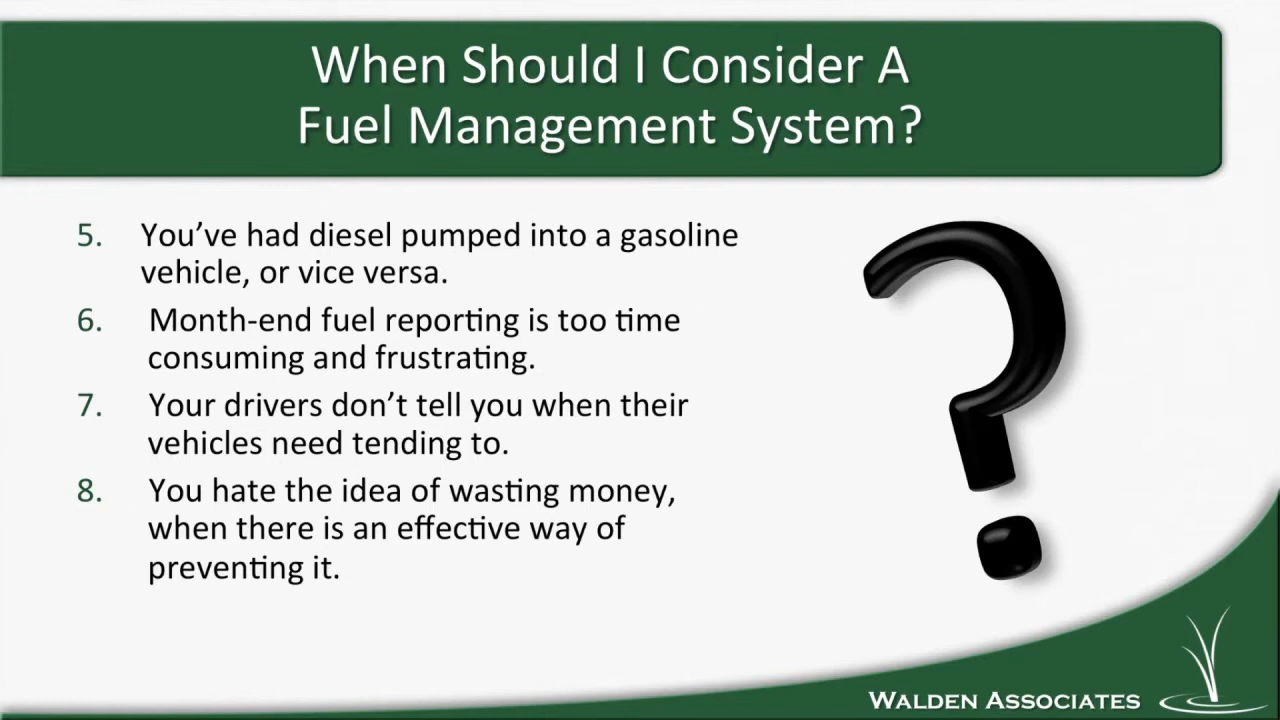 When Should I Consider A
Fuel Management System?
5. You’ve had diesel pumped into a gasoline
vehicle, or vice versa.
6. Month-end fuel reporting is too time
consuming and frustrating.
7. Your drivers don’t tell you when their
vehicles need tending to.
8. You hate the idea of wasting money,
when there is an effective way of
preventing it.
?
WALDEN ASSOCIATES